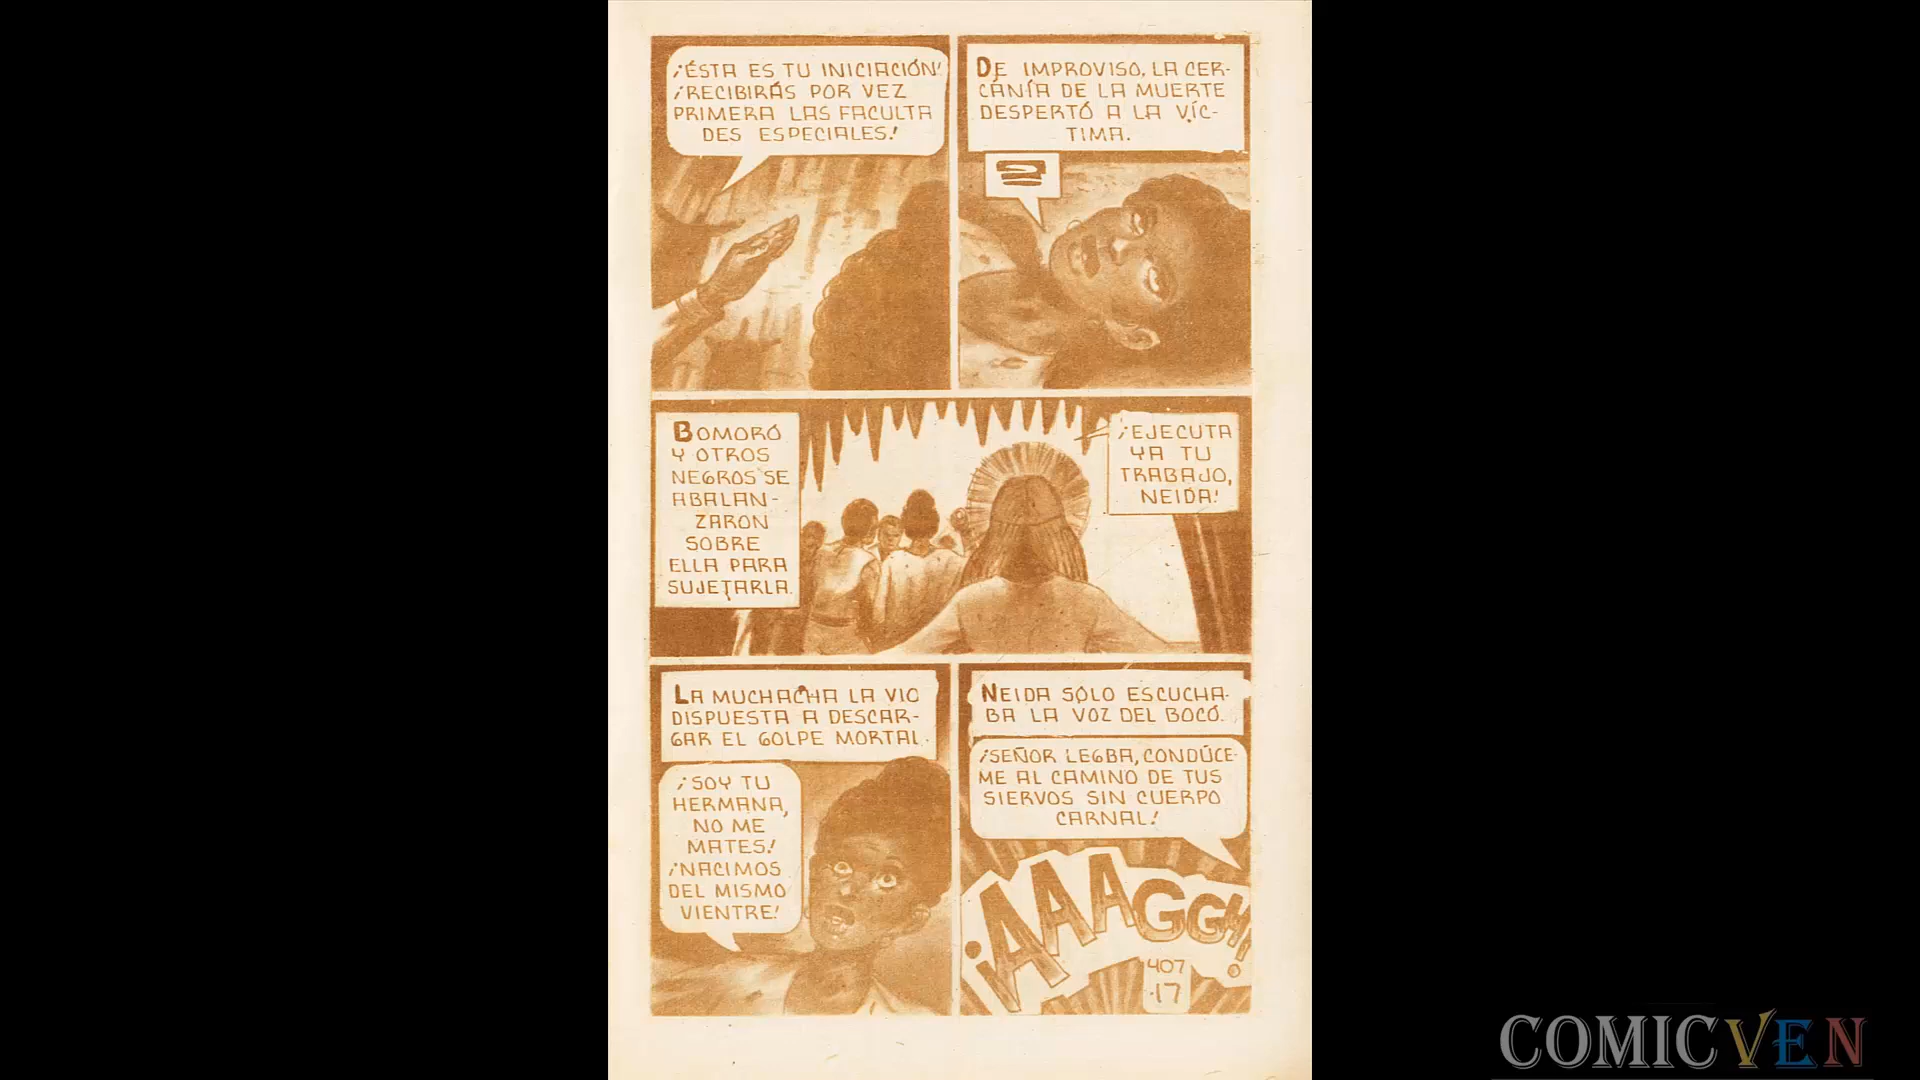 ¡ÉSTA ES TU INICIACIÓN!
¡RECIBIRÁS POR VEZ
PRIMERA LAS FACULTA
DES ESPECIALES!
DE IMPROVISO, LA CER-
CANÍA DE LA MUERTE
DESPERTÓ A LA VÍC-
TIMA.
BOMORÓ
Y OTROS
NEGROS SE
ABALAN-
ZARON
SOBRE
ELLA PARA
SUJETARLA.
¡EJECUTA
YA TU
TRABAJO,
NEIDA!
LA MUCHACHA LA VIO
DISPUESTA A DESCAR-
GAR EL GOLPE MORTAL.
¡SOY TU
HERMANA,
NO ME
MATES!
¡NACIMOS
DEL MISMO
VIENTRE!
NEIDA SÓLO ESCUCHA-
BA LA VOZ DEL BOCÓ.
¡SEÑOR LEGBA, CONDÚCE-
ME AL CAMINO DE TUS
SIERVOS SIN CUERPO
CARNAL!
¡AAAGGH!
407
-17
COMICVEN